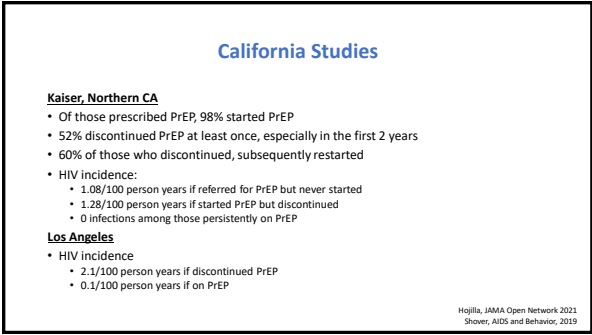 California Studies
Kaiser, Northern CA
• Of those prescribed PrEP, 98% started PrEP
• 52% discontinued PrEP at least once, especially in the first 2 years
• 60% of those who discontinued, subsequently restarted
• HIV incidence:
• 1.08/100 person years if referred for PrEP but never started
• 1.28/100 person years if started PrEP but discontinued
• 0 infections among those persistently on PrEP
Los Angeles
• HIV incidence
• 2.1/100 person years if discontinued PrEP
• 0.1/100 person years if on PrEP
Hojilla, JAMA Open Network 2021
Shover, AIDS and Behavior, 2019